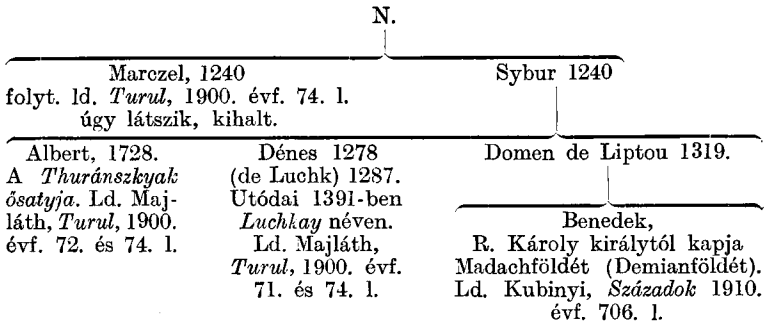 N.
Marczel, 1240
folyt. ld. Turul, 1900. évf. 74. l.
úgy látszik, kihalt.
Sybur 1240
Albert, 1728.
A Thuránszkyak
ősatyja. Ld. Maj-
láth, Turul, 1900.
évf. 72. és 74. l.
Dénes 1278
(de Luchk) 1287.
Utódai 1391-ben
Luchkay néven.
Ld. Majláth,
Turul, 1900. évf.
71. és 74. l.
Domen de Liptou 1319.
Benedek,
R. Károly királytól kapja
Madachföldét (Demianföldét).
Ld. Kubinyi, Századok 1910.
évf. 706. l.